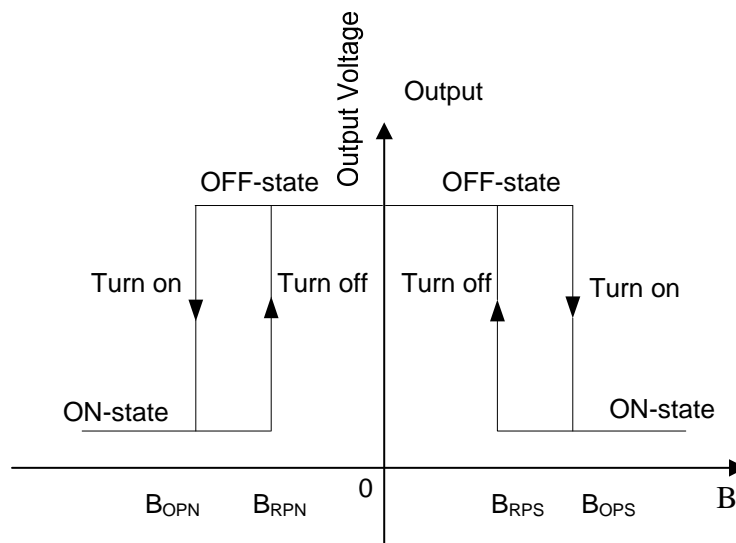 Output Voltage
Output
OFF-state
OFF-state
Turn on
Turn off
Turn off
Turn on
ON-state
ON-state
0
B
BOPN
BRPN
BRPS
BOPS